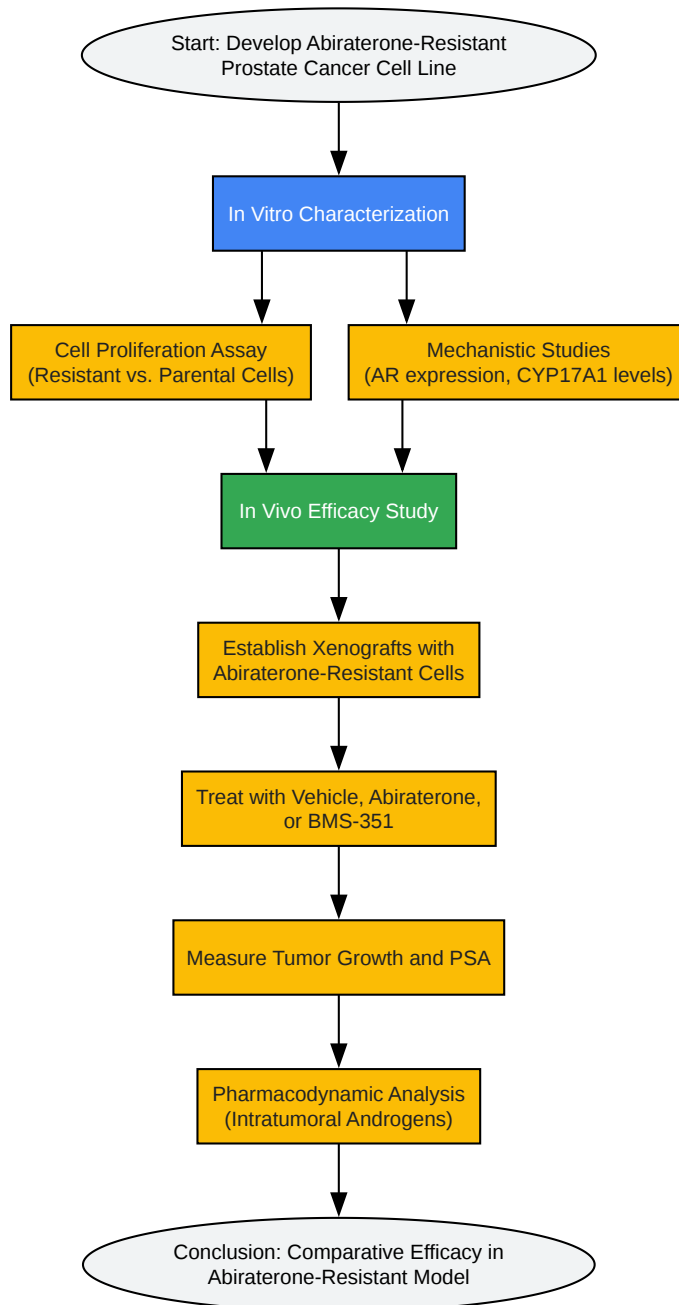 Start: Develop Abiraterone-Resistant
Prostate Cancer Cell Line
In Vitro Characterization
Cell Proliferation Assay
(Resistant vs. Parental Cells)
Mechanistic Studies
(AR expression, CYP17A1 levels)
In Vivo Efficacy Study
Establish Xenografts with
Abiraterone-Resistant Cells
Treat with Vehicle, Abiraterone,
or BMS-351
Measure Tumor Growth and PSA
Pharmacodynamic Analysis
(Intratumoral Androgens)
Conclusion: Comparative Efficacy in
Abiraterone-Resistant Model